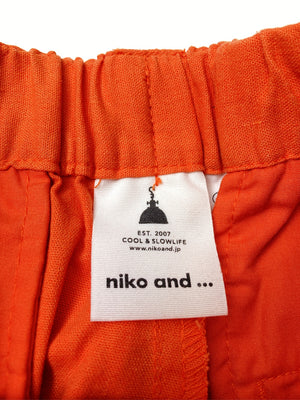 EST. 2007
COOL & SLOWLIFE
www.nikoand.jp
niko and ...